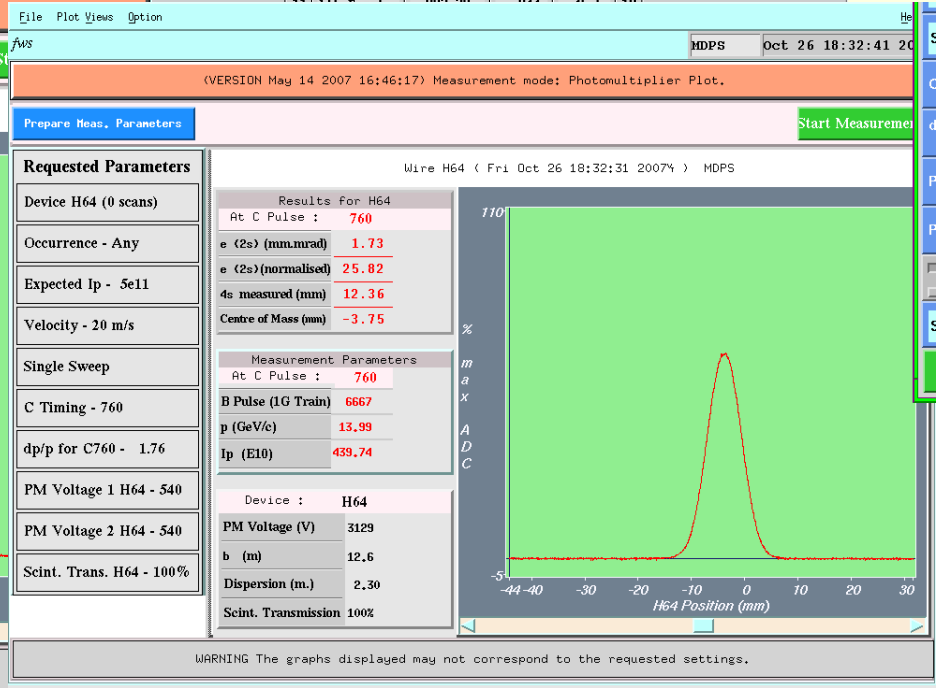 File Plot Views Option He
fws
MDPS Oct 26 18:32:41 20
(VERSION May 14 2007 16:46:17) Measurement mode: Photomultiplier Plot.
Prepare Meas. Parameters
Start Measuremen
Requested Parameters
Device H64 (0 scans)
Occurrence - Any
Expected Ip - 5e11
Velocity - 20 m/s
Single Sweep
C Timing - 760
dp/p for C760 - 1.76
PM Voltage 1 H64 - 540
PM Voltage 2 H64 - 540
Scint. Trans. H64 - 100%
Wire H64 ( Fri Oct 26 18:32:31 20074 ) MDPS
Results for H64
At C Pulse : 760
e (2s) (mm.mrad) 1.73
e (2s)(normalised) 25.82
4s measured (mm) 12.36
Centre of Mass (mm) -3.75
Measurement Parameters
At C Pulse : 760
B Pulse (1G Train) 6667
p (GeV/c) 13.99
Ip (E10) 439.74
Device : H64
PM Voltage (V) 3129
b (m) 12.6
Dispersion (m.) 2.30
Scint. Transmission 100%
110
% max ADC
-5
-44 -40 -30 -20 -10 0 10 20 30
H64 Position (mm)
WARNING The graphs displayed may not correspond to the requested settings.